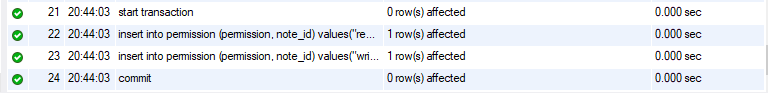 21 20:44:03 start transaction 0 row(s) affected 0.000 sec
22 20:44:03 insert into permission (permission, note_id) values("re... 1 row(s) affected 0.000 sec
23 20:44:03 insert into permission (permission, note_id) values("wri... 1 row(s) affected 0.000 sec
24 20:44:03 commit 0 row(s) affected 0.000 sec